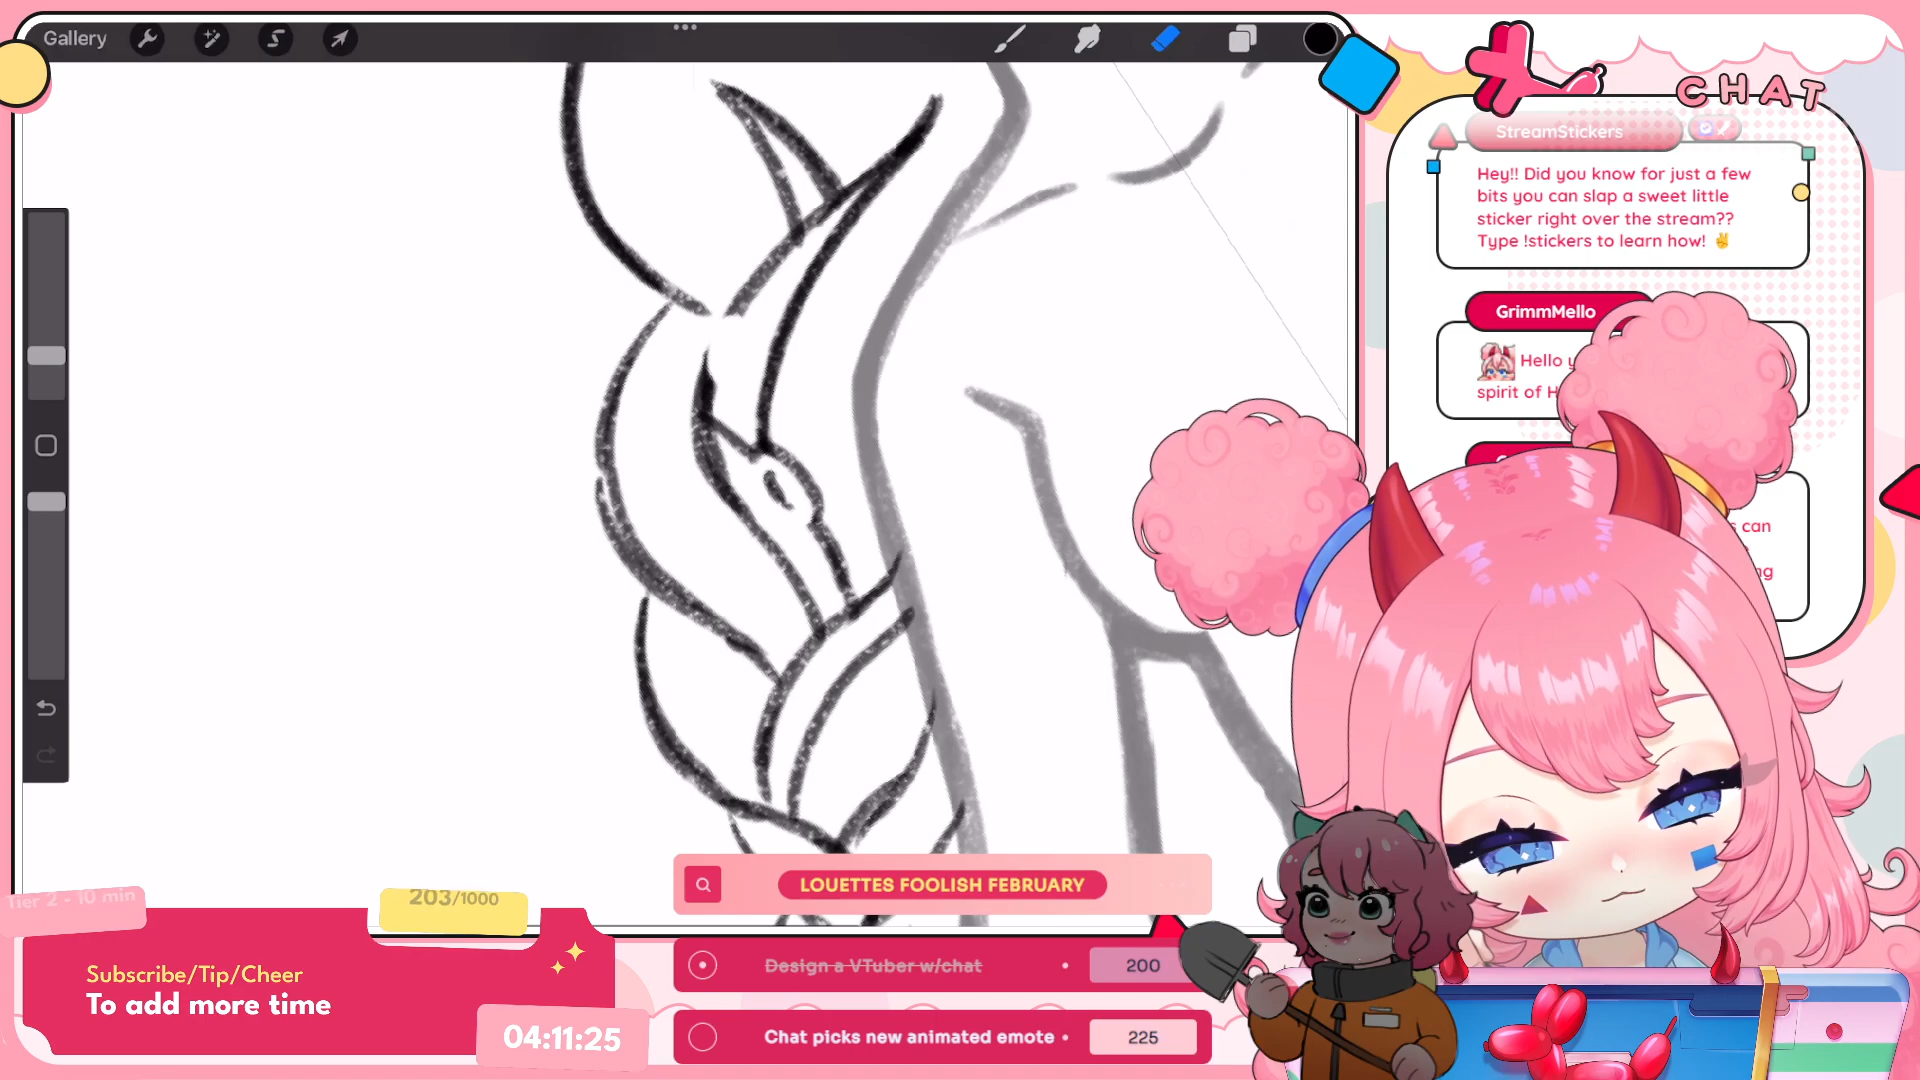 Gallery
CHAT
StreamStickers
Hey!! Did you know for just a few
bits you can slap a sweet little
sticker right over the stream??
Type !stickers to learn how! ✌️
GrimmMello
Hello
spirit of
can
Tier 2 - 10 min
203/1000
Subscribe/Tip/Cheer
To add more time
04:11:25
LOUETTES FOOLISH FEBRUARY
Design a VTuber w/chat • 200
Chat picks new animated emote • 225